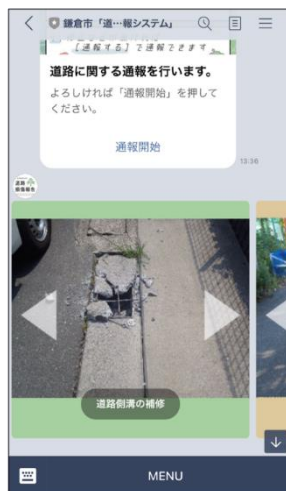 鎌倉市「道…報システム」
[通報する]で通報できます。
道路に関する通報を行います。
よろしければ「通報開始」を押して
ください。
通報開始
13:36
道路側溝の補修
MENU